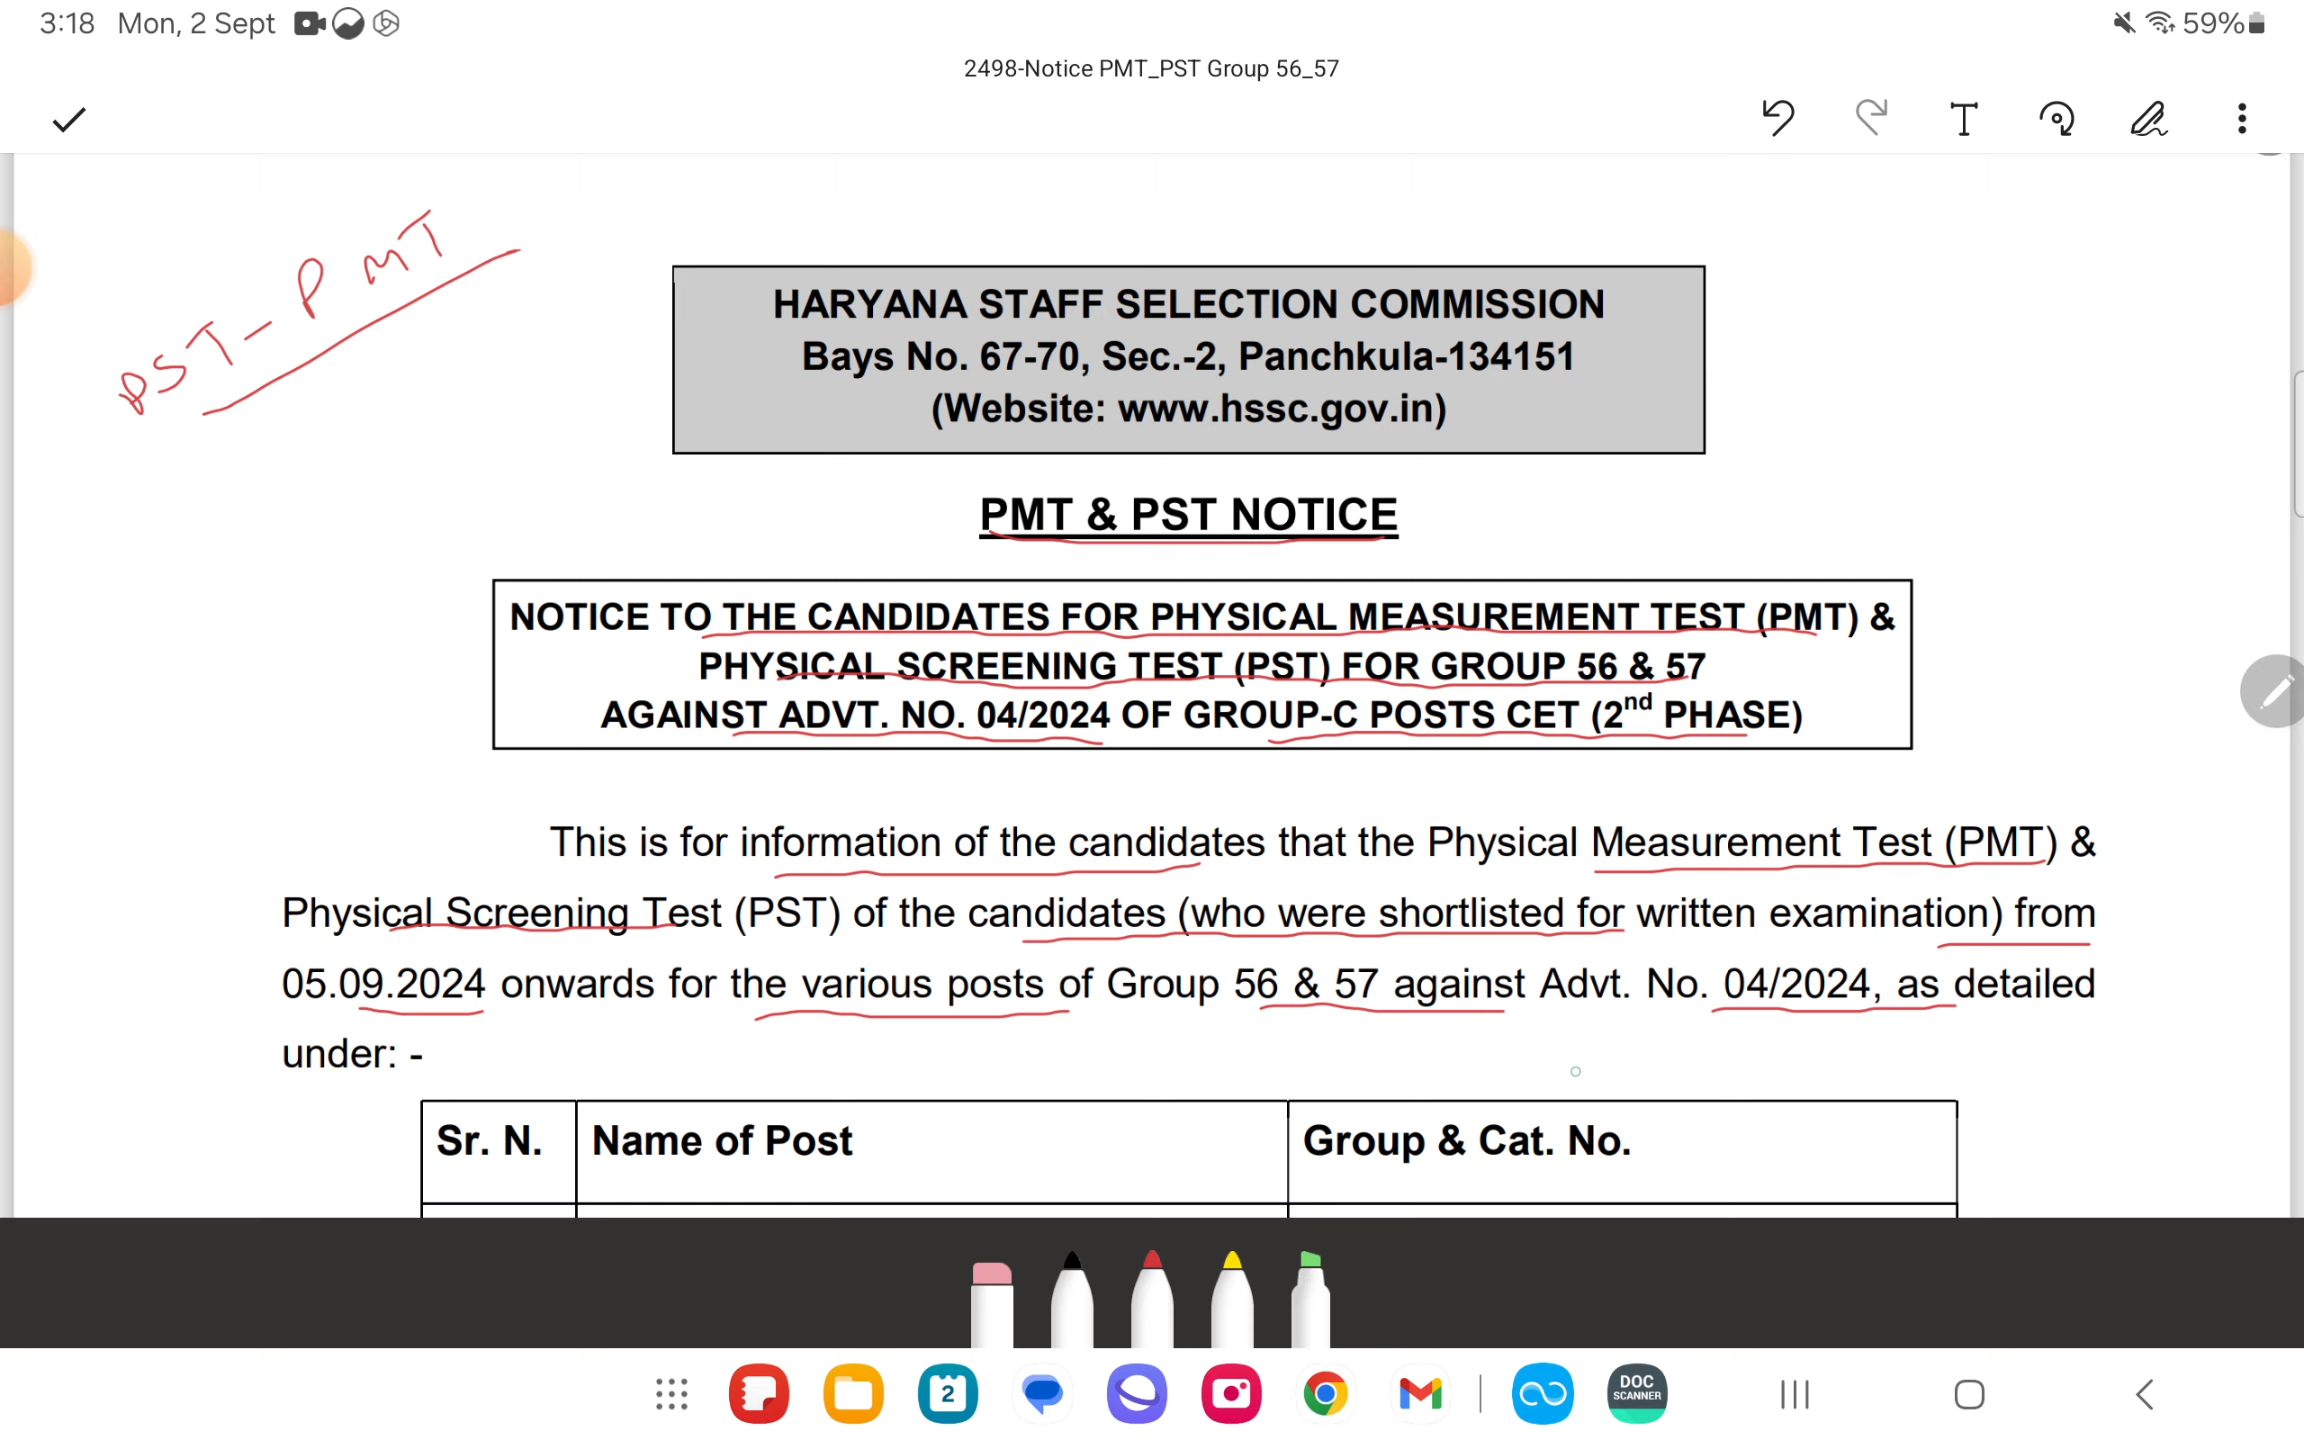 3:18 Mon, 2 Sept
59%
2498-Notice PMT_PST Group 56_57
PST-PMT
HARYANA STAFF SELECTION COMMISSION
Bays No. 67-70, Sec.-2, Panchkula-134151
(Website: www.hssc.gov.in)
PMT & PST NOTICE
NOTICE TO THE CANDIDATES FOR PHYSICAL MEASUREMENT TEST (PMT) &
PHYSICAL SCREENING TEST (PST) FOR GROUP 56 & 57
AGAINST ADVT. NO. 04/2024 OF GROUP-C POSTS CET (2nd PHASE)
This is for information of the candidates that the Physical Measurement Test (PMT) &
Physical Screening Test (PST) of the candidates (who were shortlisted for written examination) from
05.09.2024 onwards for the various posts of Group 56 & 57 against Advt. No. 04/2024, as detailed
under: -
Sr. N. Name of Post Group & Cat. No.
2
DOC
SCANNER